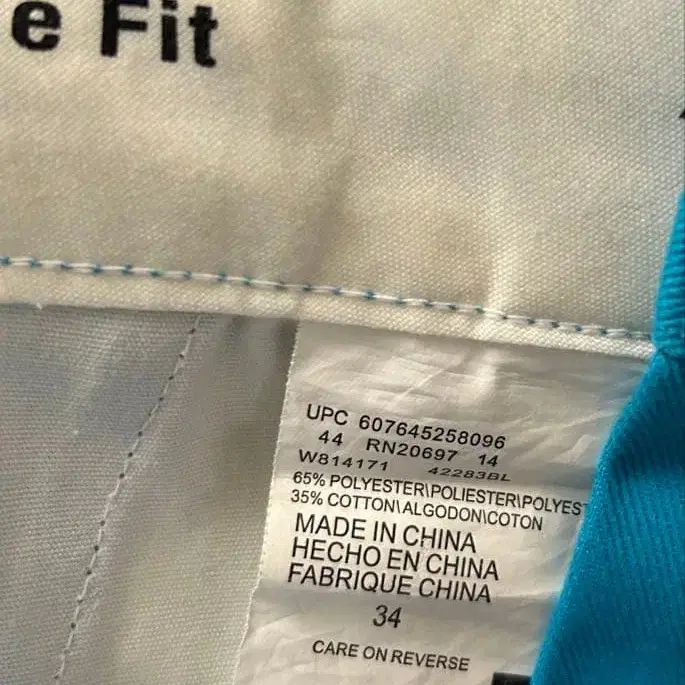 e Fit
UPC 607645258096
44 RN20697 14
W814171 42283BL
65% POLYESTER\POLIESTER\POLYEST
35% COTTON\ALGODON\COTON
MADE IN CHINA
HECHO EN CHINA
FABRIQUE CHINA
34
CARE ON REVERSE